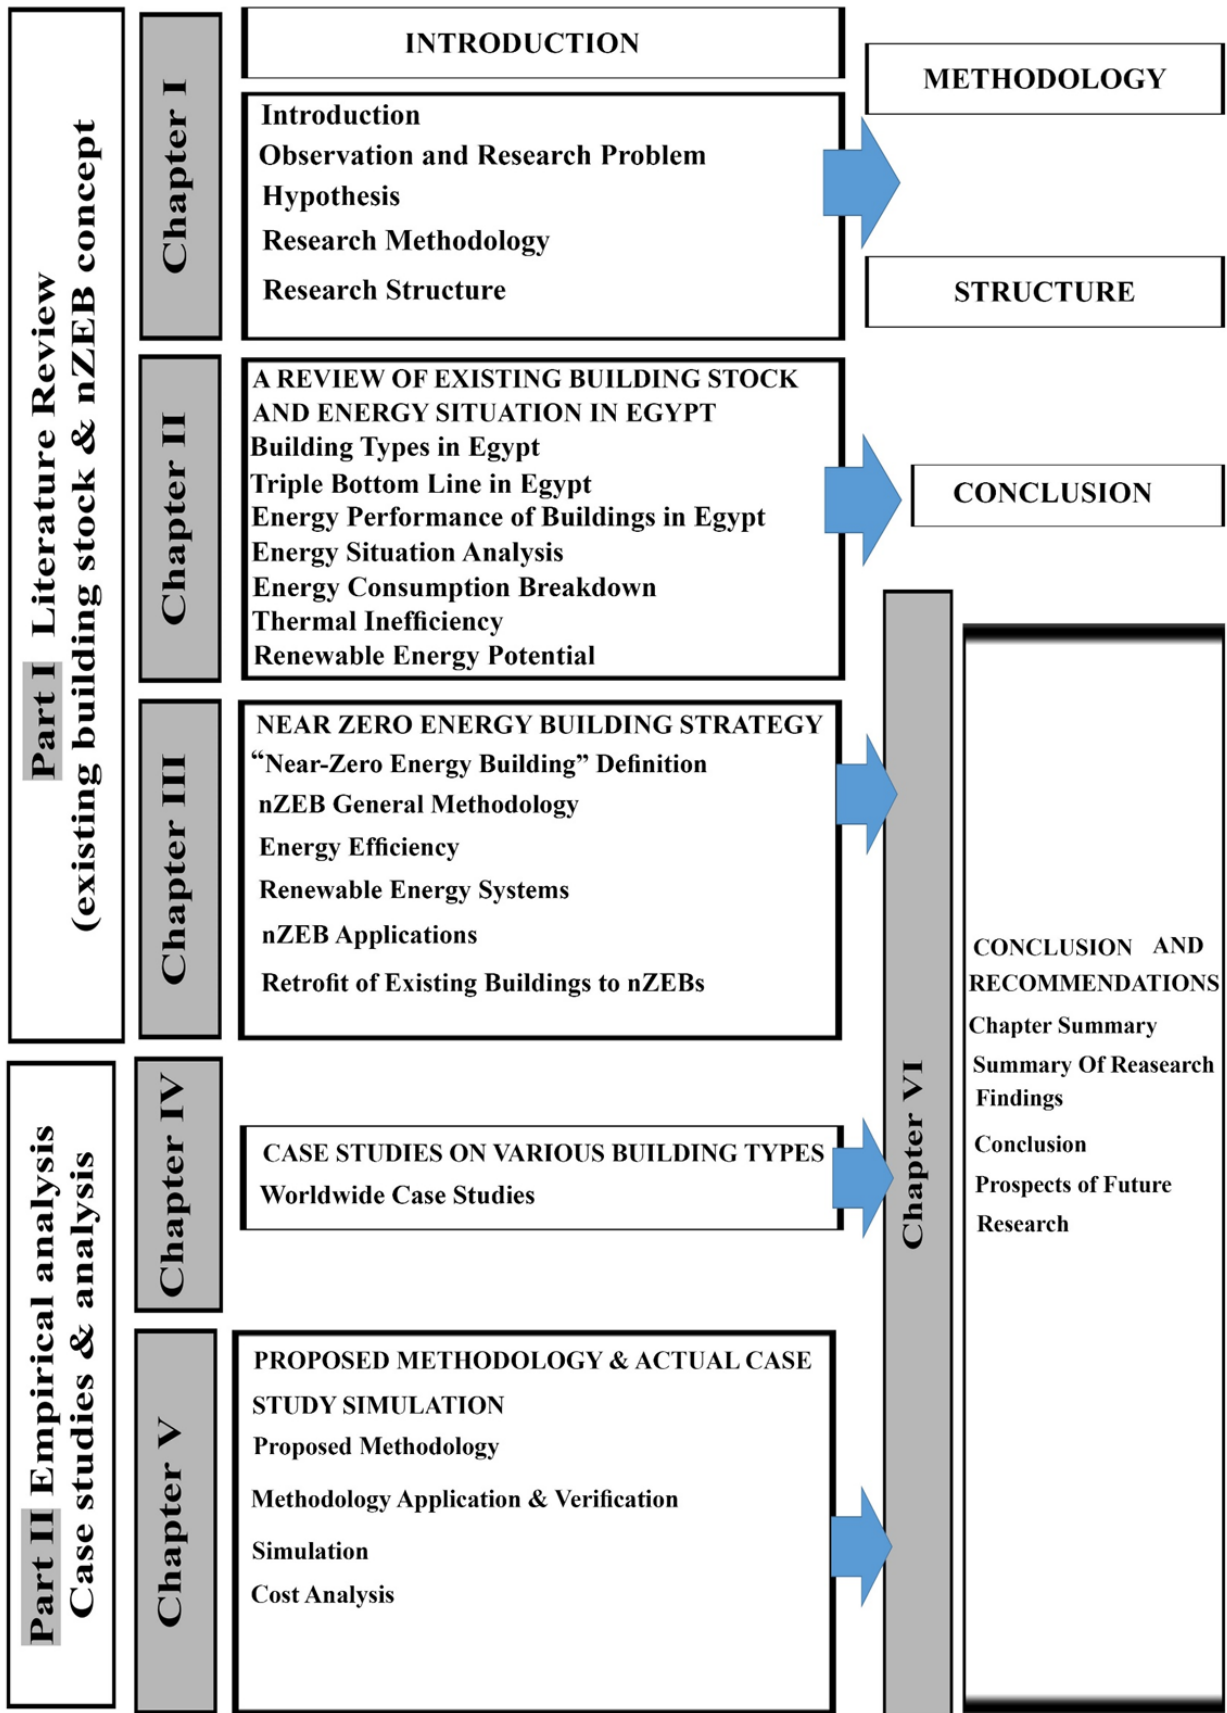 Part I Literature Review
(existing building stock & nZEB concept
Chapter I
INTRODUCTION
Introduction
Observation and Research Problem
Hypothesis
Research Methodology
Research Structure
METHODOLOGY
STRUCTURE
Chapter II
A REVIEW OF EXISTING BUILDING STOCK
AND ENERGY SITUATION IN EGYPT
Building Types in Egypt
Triple Bottom Line in Egypt
Energy Performance of Buildings in Egypt
Energy Situation Analysis
Energy Consumption Breakdown
Thermal Inefficiency
Renewable Energy Potential
CONCLUSION
Chapter III
NEAR ZERO ENERGY BUILDING STRATEGY
“Near-Zero Energy Building” Definition
nZEB General Methodology
Energy Efficiency
Renewable Energy Systems
nZEB Applications
Retrofit of Existing Buildings to nZEBs
Part II Empirical analysis
Case studies & analysis
Chapter IV
CASE STUDIES ON VARIOUS BUILDING TYPES
Worldwide Case Studies
Chapter V
PROPOSED METHODOLOGY & ACTUAL CASE
STUDY SIMULATION
Proposed Methodology
Methodology Application & Verification
Simulation
Cost Analysis
Chapter VI
CONCLUSION AND
RECOMMENDATIONS
Chapter Summary
Summary Of Reasearch
Findings
Conclusion
Prospects of Future
Research